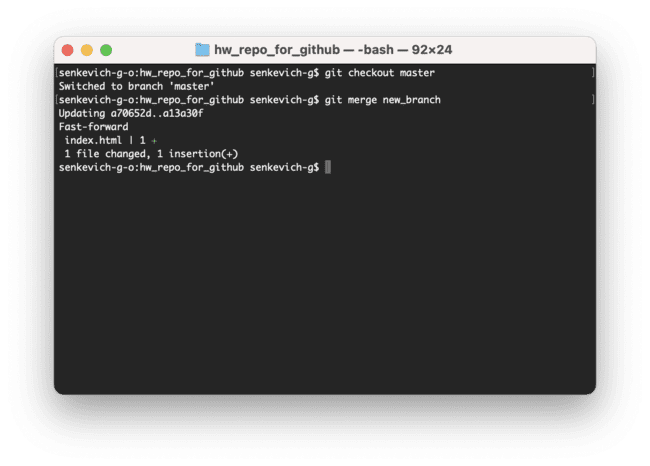 hw_repo_for_github — -bash — 92×24
[senkevich-g-o:hw_repo_for_github senkevich-g$ git checkout master ]
Switched to branch 'master'
[senkevich-g-o:hw_repo_for_github senkevich-g$ git merge new_branch ]
Updating a70652d..a13a30f
Fast-forward
 index.html | 1 +
 1 file changed, 1 insertion(+)
senkevich-g-o:hw_repo_for_github senkevich-g$